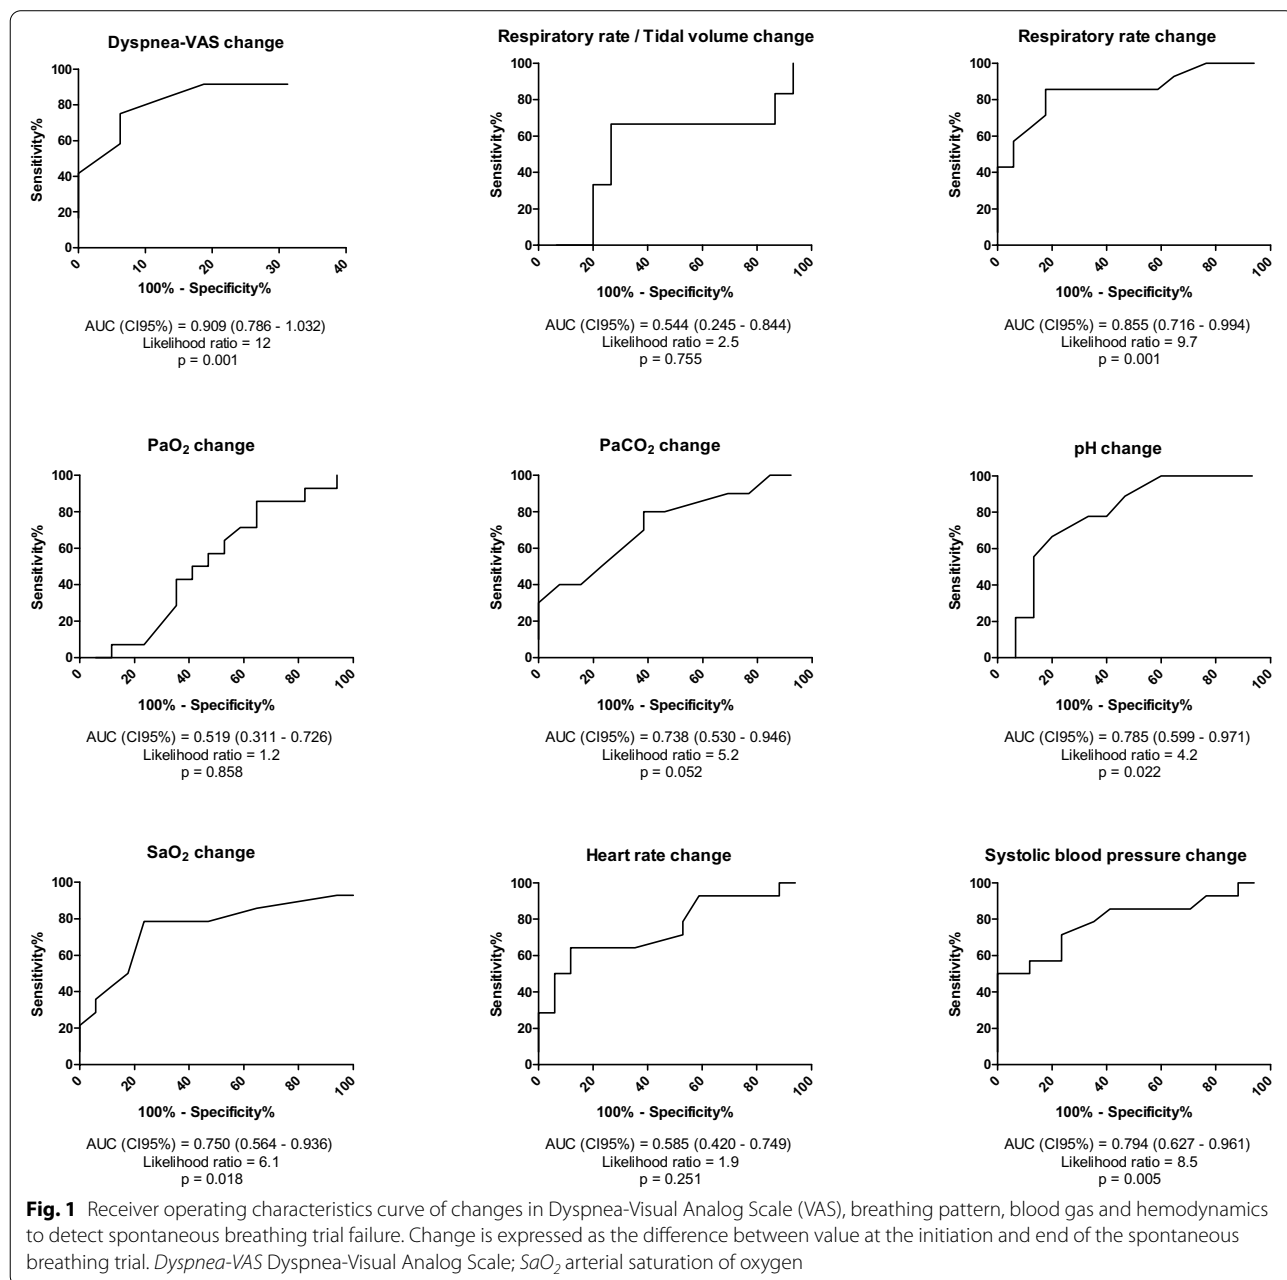 Dyspnea-VAS change
Sensitivity%
100
80
60
40
20
0
0
10
20
30
40
100% - Specificity%
AUC (CI95%) = 0.909 (0.786 - 1.032)
Likelihood ratio = 12
p = 0.001
Respiratory rate / Tidal volume change
Sensitivity%
100
80
60
40
20
0
0
20
40
60
80
100
100% - Specificity%
AUC (CI95%) = 0.544 (0.245 - 0.844)
Likelihood ratio = 2.5
p = 0.755
Respiratory rate change
Sensitivity%
100
80
60
40
20
0
0
20
40
60
80
100
100% - Specificity%
AUC (CI95%) = 0.855 (0.716 - 0.994)
Likelihood ratio = 9.7
p = 0.001
PaO₂ change
Sensitivity%
100
80
60
40
20
0
0
20
40
60
80
100
100% - Specificity%
AUC (CI95%) = 0.519 (0.311 - 0.726)
Likelihood ratio = 1.2
p = 0.858
PaCO₂ change
Sensitivity%
100
80
60
40
20
0
0
20
40
60
80
100
100% - Specificity%
AUC (CI95%) = 0.738 (0.530 - 0.946)
Likelihood ratio = 5.2
p = 0.052
pH change
Sensitivity%
100
80
60
40
20
0
0
20
40
60
80
100
100% - Specificity%
AUC (CI95%) = 0.785 (0.599 - 0.971)
Likelihood ratio = 4.2
p = 0.022
SaO₂ change
Sensitivity%
100
80
60
40
20
0
0
20
40
60
80
100
100% - Specificity%
AUC (CI95%) = 0.750 (0.564 - 0.936)
Likelihood ratio = 6.1
p = 0.018
Heart rate change
Sensitivity%
100
80
60
40
20
0
0
20
40
60
80
100
100% - Specificity%
AUC (CI95%) = 0.585 (0.420 - 0.749)
Likelihood ratio = 1.9
p = 0.251
Systolic blood pressure change
Sensitivity%
100
80
60
40
20
0
0
20
40
60
80
100
100% - Specificity%
AUC (CI95%) = 0.794 (0.627 - 0.961)
Likelihood ratio = 8.5
p = 0.005
Fig. 1 Receiver operating characteristics curve of changes in Dyspnea-Visual Analog Scale (VAS), breathing pattern, blood gas and hemodynamics
to detect spontaneous breathing trial failure. Change is expressed as the difference between value at the initiation and end of the spontaneous
breathing trial. Dyspnea-VAS Dyspnea-Visual Analog Scale; SaO₂ arterial saturation of oxygen